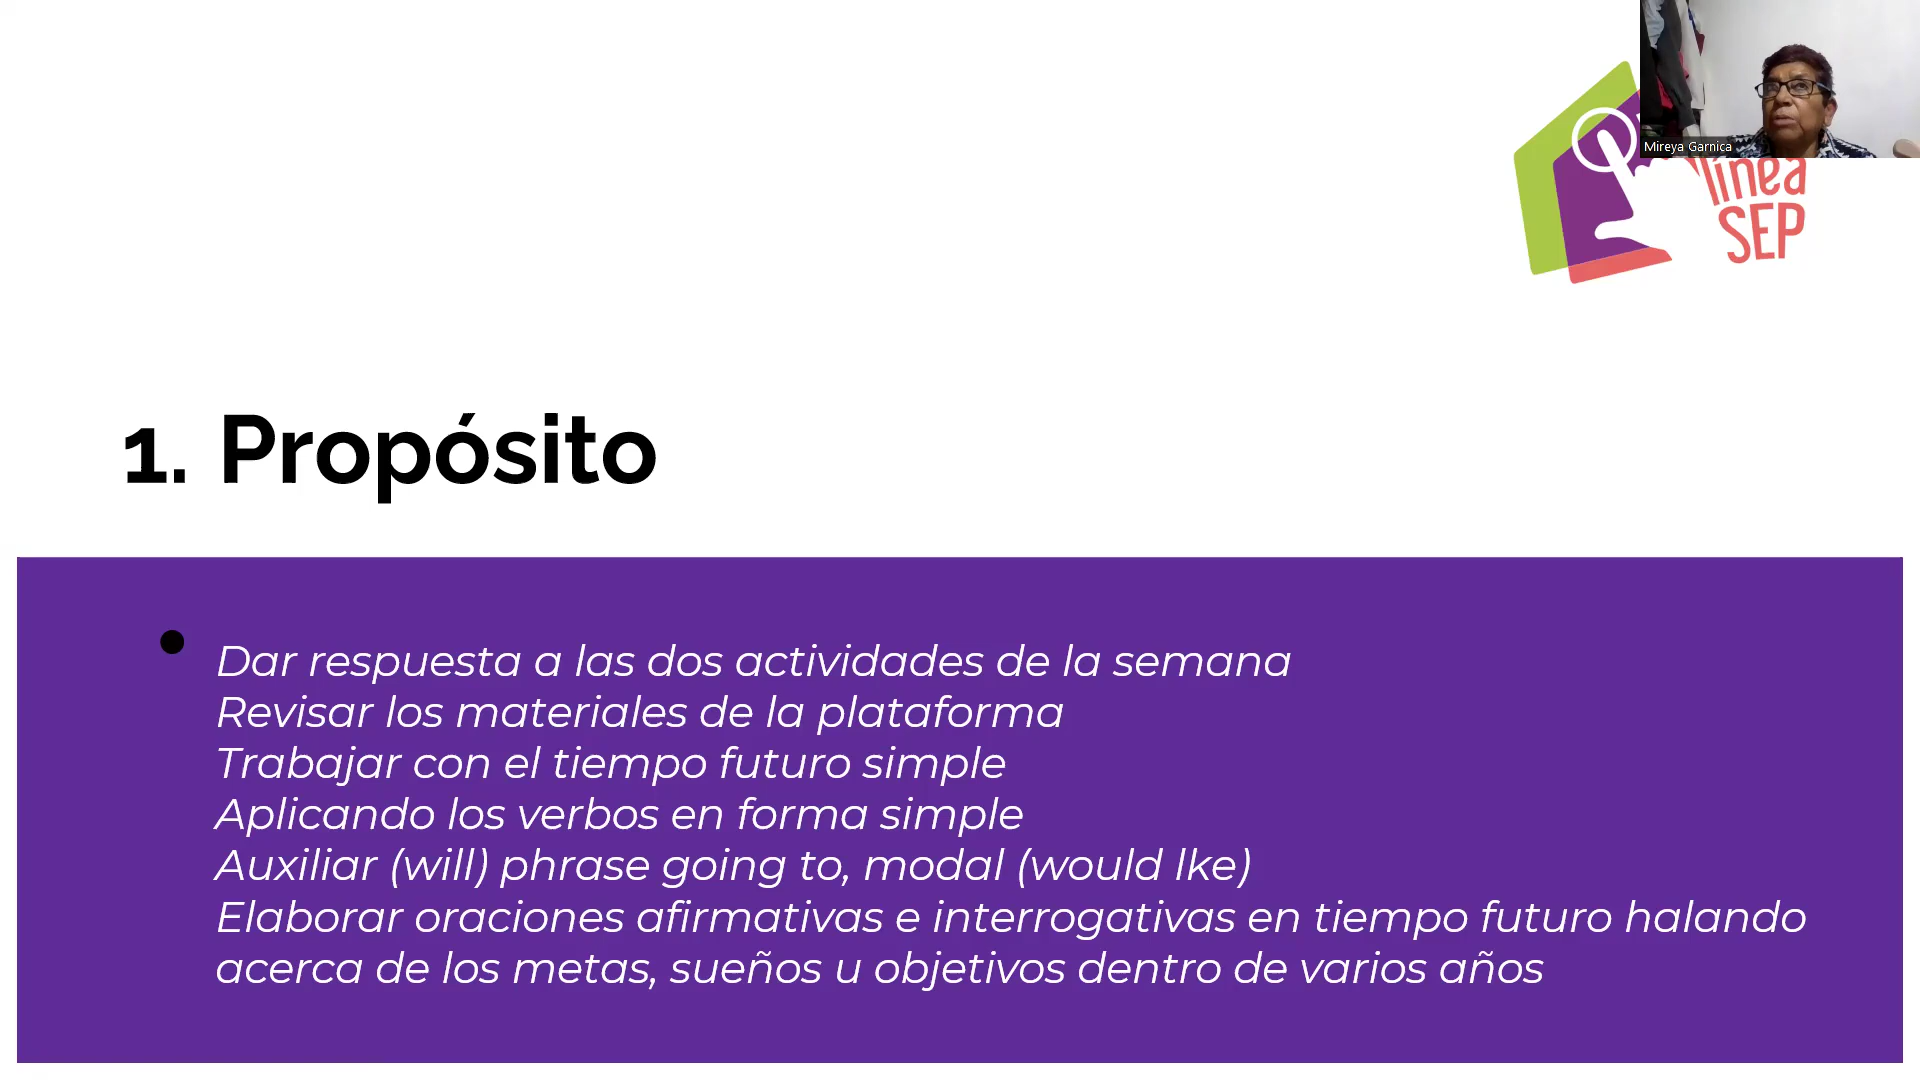 Mireya Garnica
línea
SEP
1. Propósito
Dar respuesta a las dos actividades de la semana
Revisar los materiales de la plataforma
Trabajar con el tiempo futuro simple
Aplicando los verbos en forma simple
Auxiliar (will) phrase going to, modal (would lke)
Elaborar oraciones afirmativas e interrogativas en tiempo futuro halando
acerca de los metas, sueños u objetivos dentro de varios años